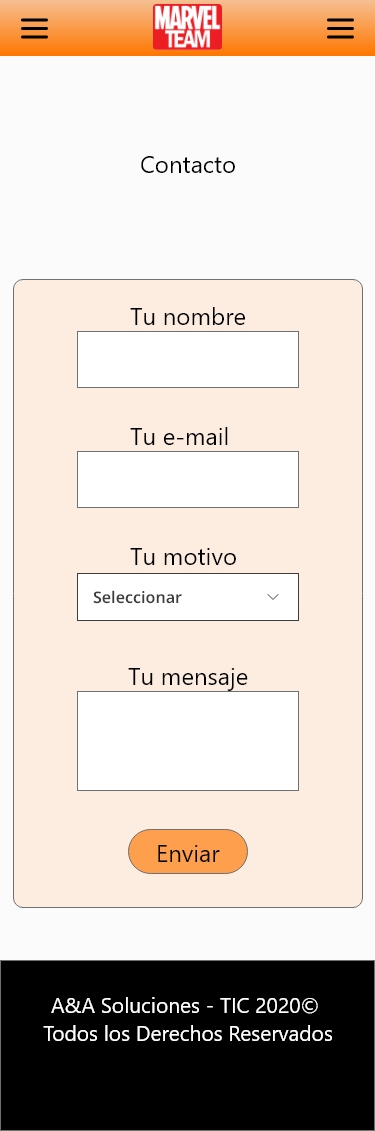 MARVEL
TEAM
Contacto
Tu nombre
Tu e-mail
Tu motivo
Seleccionar
Tu mensaje
Enviar
A&A Soluciones - TIC 2020©
Todos los Derechos Reservados